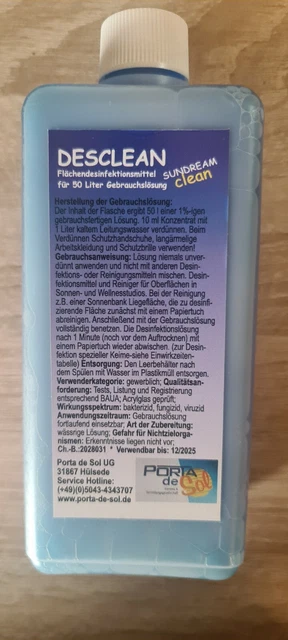 DESCLEAN
SUNDREAM
clean
Flächendesinfektionsmittel
für 50 Liter Gebrauchslösung
Herstellung der Gebrauchslösung:
Der Inhalt der Flasche ergibt 50 l einer 1%-igen
gebrauchsfertigen Lösung. 10 ml Konzentrat mit
1 Liter kaltem Leitungswasser verdünnen. Beim
Verdünnen Schutzhandschuhe, langärmelige
Arbeitskleidung und Schutzbrille verwenden!
Gebrauchsanweisung: Lösung niemals unver-
dünnt anwenden und nicht mit anderen Desin-
fektions- oder Reinigungsmitteln mischen. Desin-
fektionsmittel und Reiniger für Oberflächen in
Sonnen- und Wellnesstudios. Bei der Reinigung
z.B. einer Sonnenbank Liegefläche, die zu desinfi-
zierende Fläche zunächst mit einem Papiertuch
abreinigen. Anschließend mit der Gebrauchslösung
vollständig benetzen. Die Desinfektionslösung
nach 1 Minute (noch vor dem Auftrocknen) mit
einem Papiertuch wieder abwischen. (zur Desin-
fektion spezieller Keime-siehe Einwirkzeiten-
tabelle) Entsorgung: Den Leerbehälter nach
dem Spülen mit Wasser im Plastikmüll entsorgen.
Verwenderkategorie: gewerblich; Qualitätsan-
forderung: Tests, Listung und Registrierung
entsprechend BAUA; Acrylglas geprüft;
Wirkungsspektrum: bakterizid, fungizid, viruzid
Anwendungszeitraum: Gebrauchslösung
fortlaufend einsetzbar; Art der Zubereitung:
wässrige Lösung; Gefahr für Nichtzielorga-
nismen: Erkenntnisse liegen nicht vor;
Ch.-B.:2028031 * Verwendbar bis: 12/2025
Porta de Sol UG
31867 Hülsede
Service Hotline:
(+49)(0)5043-4343707
www.porta-de-sol.de
PORTA
de
Sol